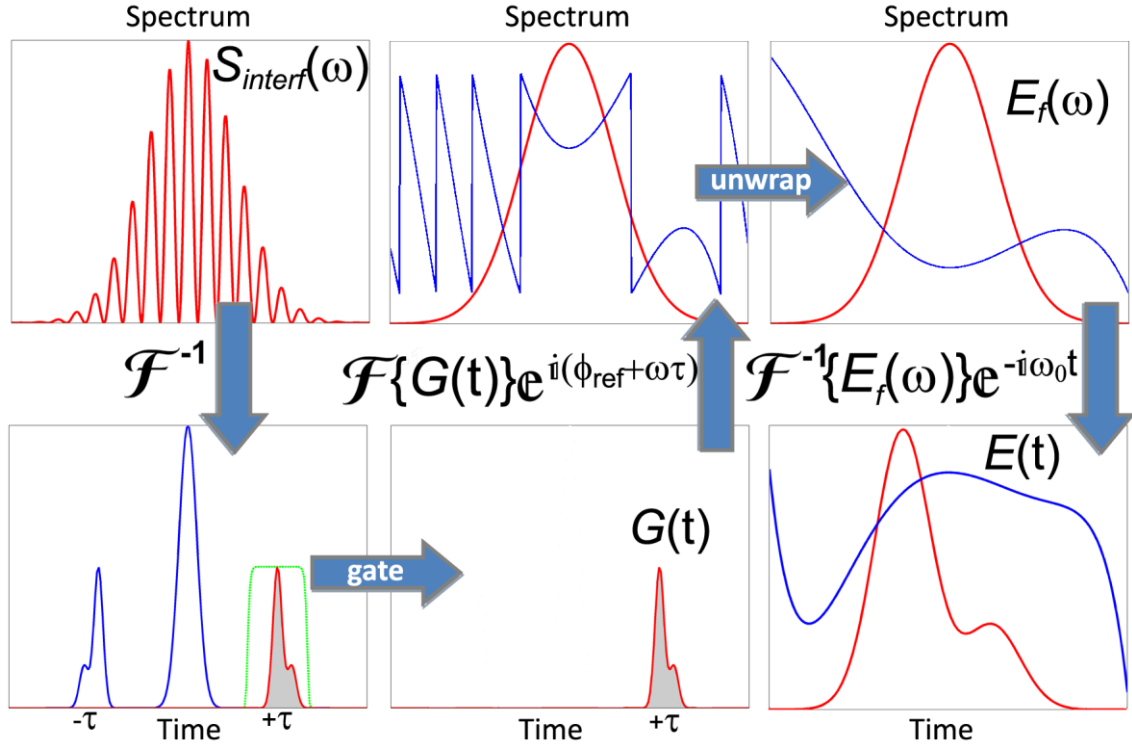 Spectrum Spectrum Spectrum
S_interf(ω) E_f(ω)
unwrap
ℱ⁻¹ ℱ{G(t)}𝕖^𝕚(ϕ_ref+ωτ) ℱ⁻¹{E_f(ω)}𝕖^-𝕚ω₀t
E(t)
G(t)
gate
-τ Time +τ Time +τ Time